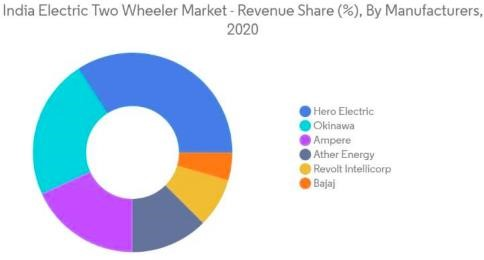 India Electric Two Wheeler Market - Revenue Share (%), By Manufacturers,
2020
Hero Electric
Okinawa
Ampere
Ather Energy
Revolt Intellicorp
Bajaj